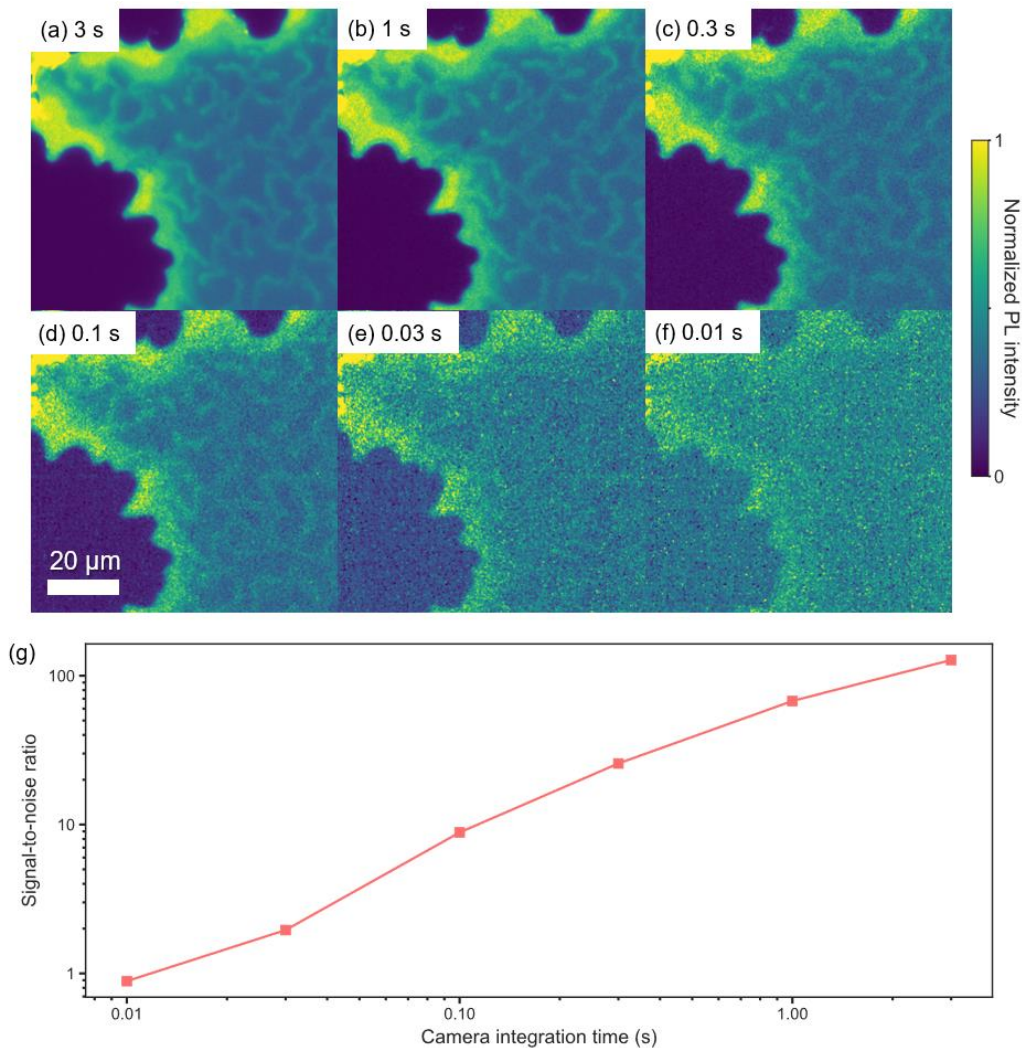 (a) 3 s
(b) 1 s
(c) 0.3 s
(d) 0.1 s
(e) 0.03 s
(f) 0.01 s
20 μm
1
0
Normalized PL intensity
(g)
100
10
1
Signal-to-noise ratio
0.01
0.10
1.00
Camera integration time (s)